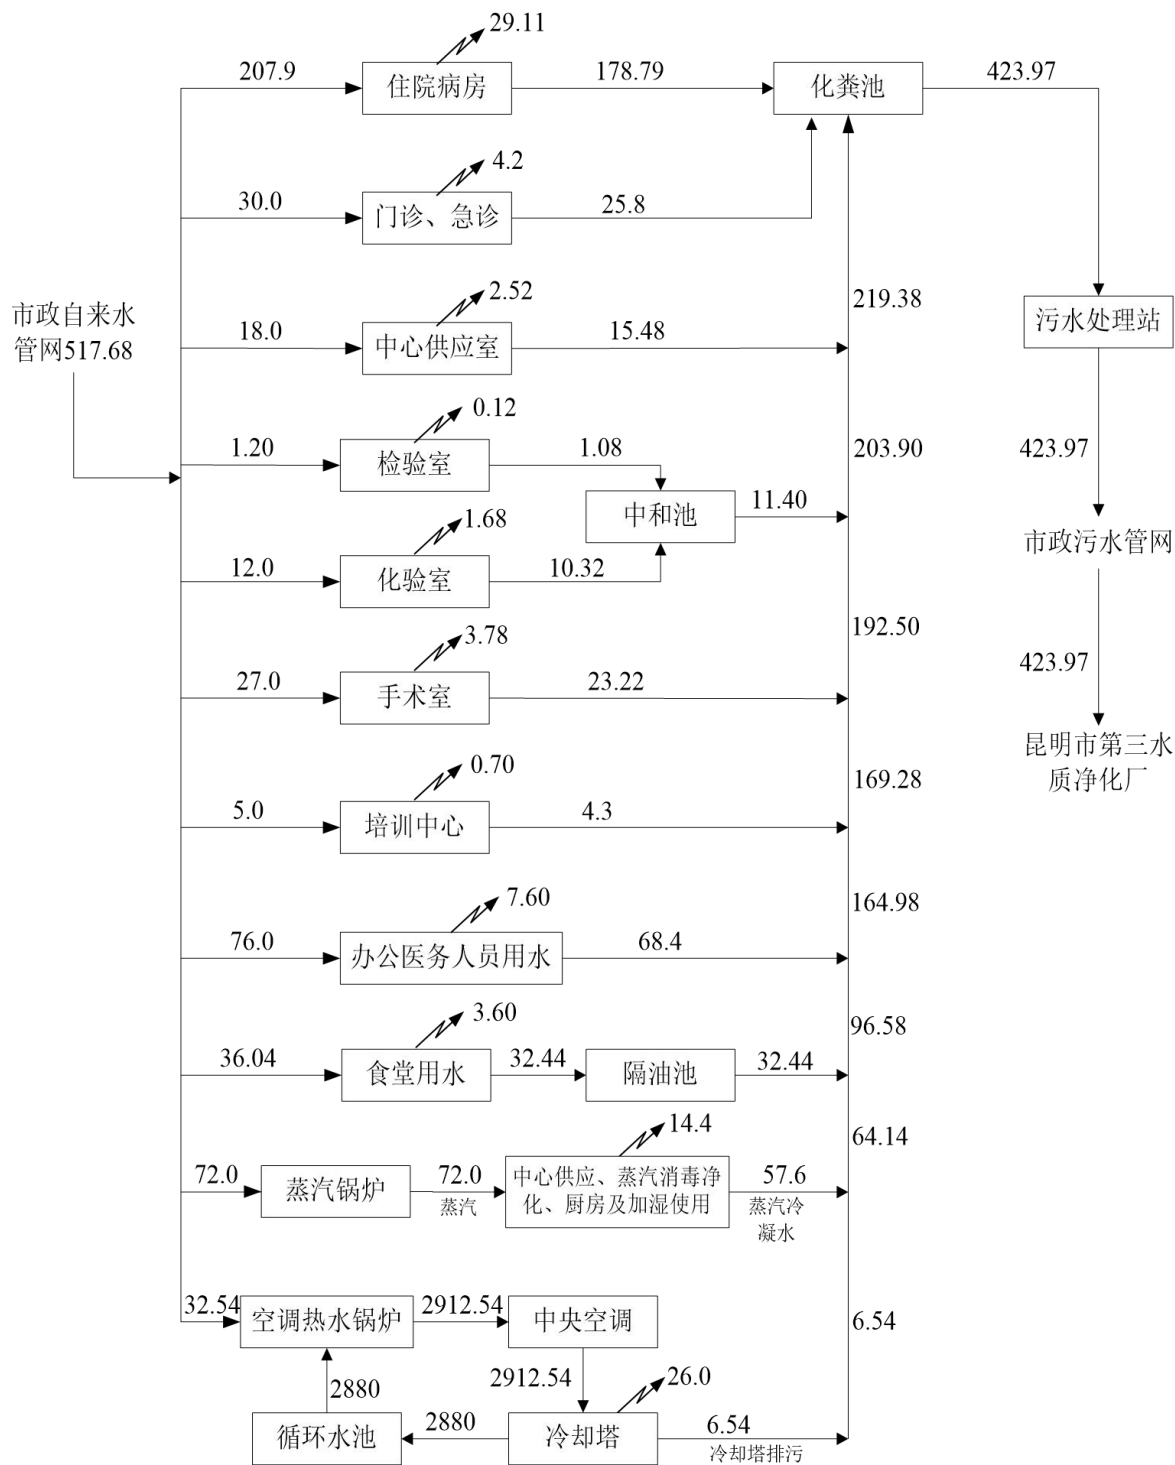 29.11
207.9
住院病房
178.79
化粪池
423.97
4.2
30.0
门诊、急诊
25.8
市政自来水
管网517.68
2.52
18.0
中心供应室
15.48
219.38
污水处理站
0.12
1.20
检验室
1.08
203.90
423.97
中和池
11.40
1.68
12.0
化验室
10.32
市政污水管网
192.50
3.78
27.0
手术室
23.22
423.97
昆明市第三水
质净化厂
0.70
5.0
培训中心
4.3
169.28
7.60
76.0
办公医务人员用水
68.4
164.98
3.60
36.04
食堂用水
32.44
隔油池
32.44
96.58
14.4
72.0
蒸汽锅炉
72.0
蒸汽
中心供应、蒸汽消毒净
化、厨房及加湿使用
57.6
蒸汽冷
凝水
64.14
32.54
空调热水锅炉
2912.54
中央空调
6.54
2880
2912.54
26.0
循环水池
2880
冷却塔
6.54
冷却塔排污